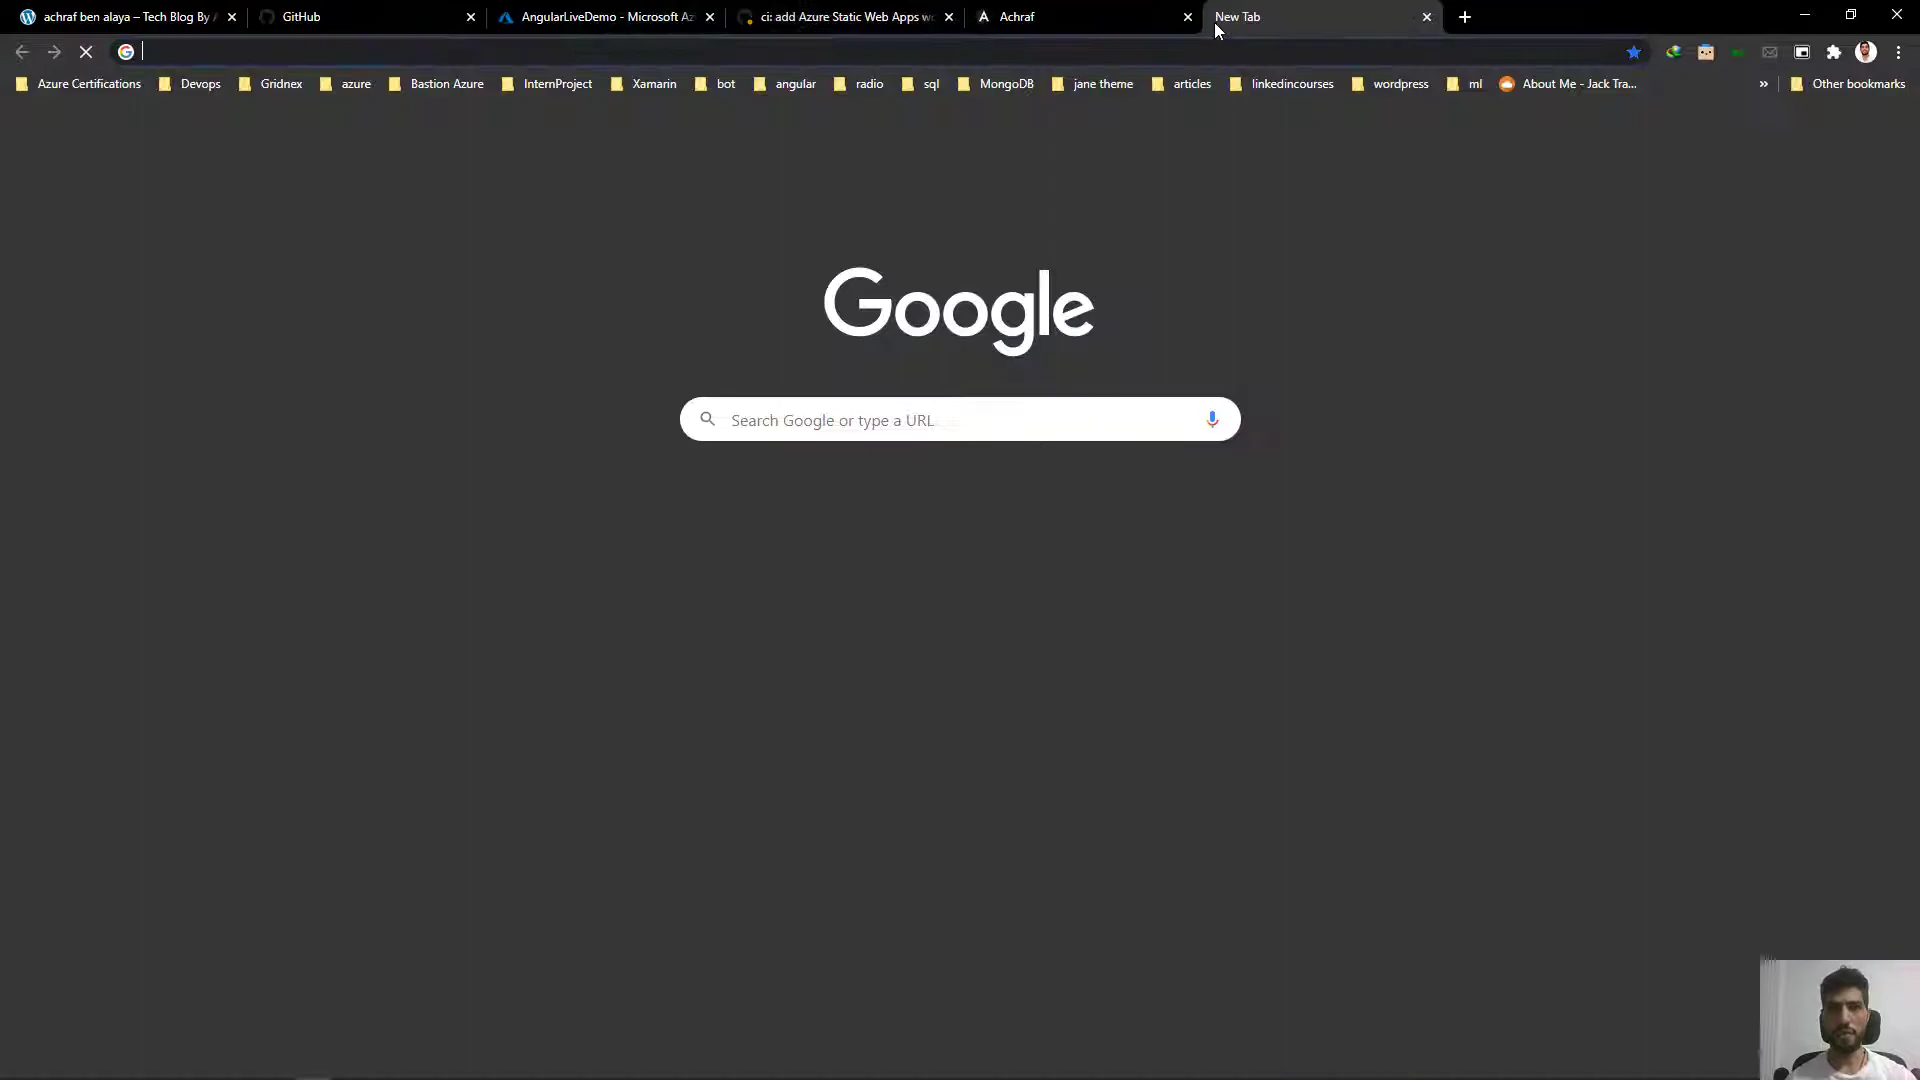 achraf ben alaya – Tech Blog By
GitHub
AngularLiveDemo - Microsoft Az
ci: add Azure Static Web Apps w
Achraf
New Tab
Azure Certifications
Devops
Gridnex
azure
Bastion Azure
InternProject
Xamarin
bot
angular
radio
sql
MongoDB
jane theme
articles
linkedincourses
wordpress
ml
About Me - Jack Tra...
»
Other bookmarks
Google
Search Google or type a URL